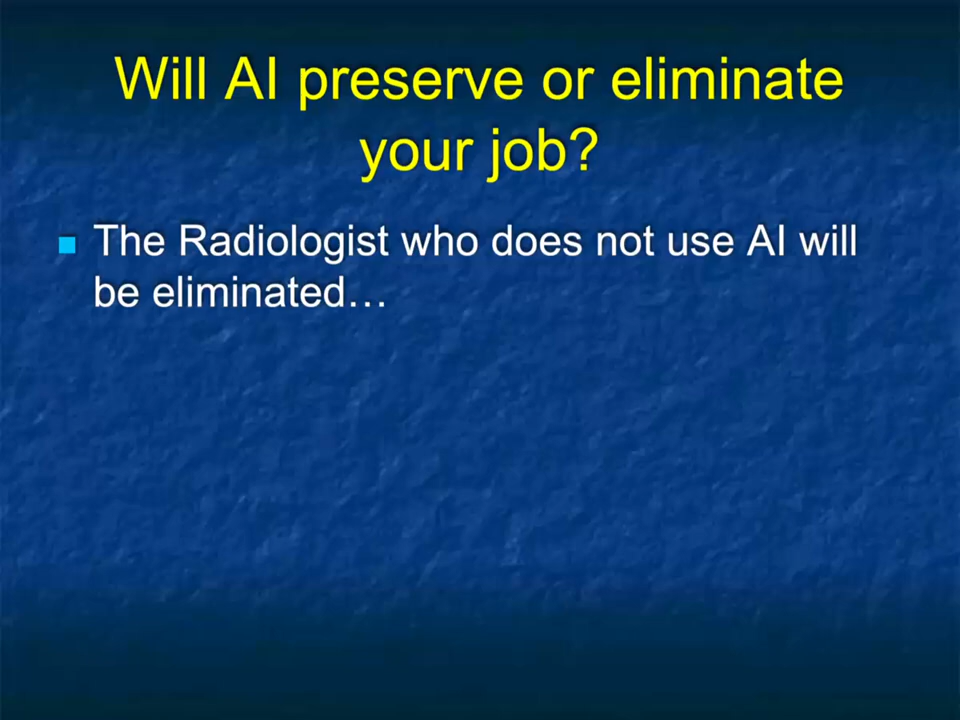 Will AI preserve or eliminate
your job?
The Radiologist who does not use AI will
be eliminated…